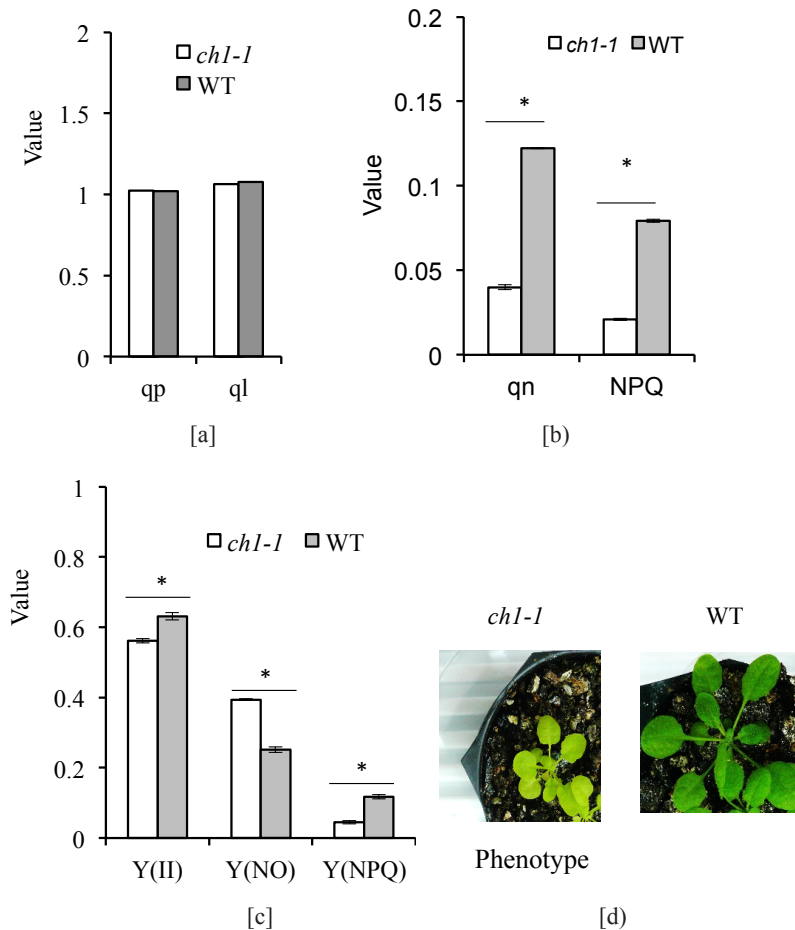 ch1-1
WT
Value
2
1.5
1
0.5
0
qp
ql
[a]
ch1-1 WT
Value
0.2
0.15
0.1
0.05
0
*
*
qn
NPQ
[b)
ch1-1 WT
Value
1
0.8
0.6
0.4
0.2
0
*
*
*
Y(II)
Y(NO)
Y(NPQ)
[c]
ch1-1
WT
Phenotype
[d)